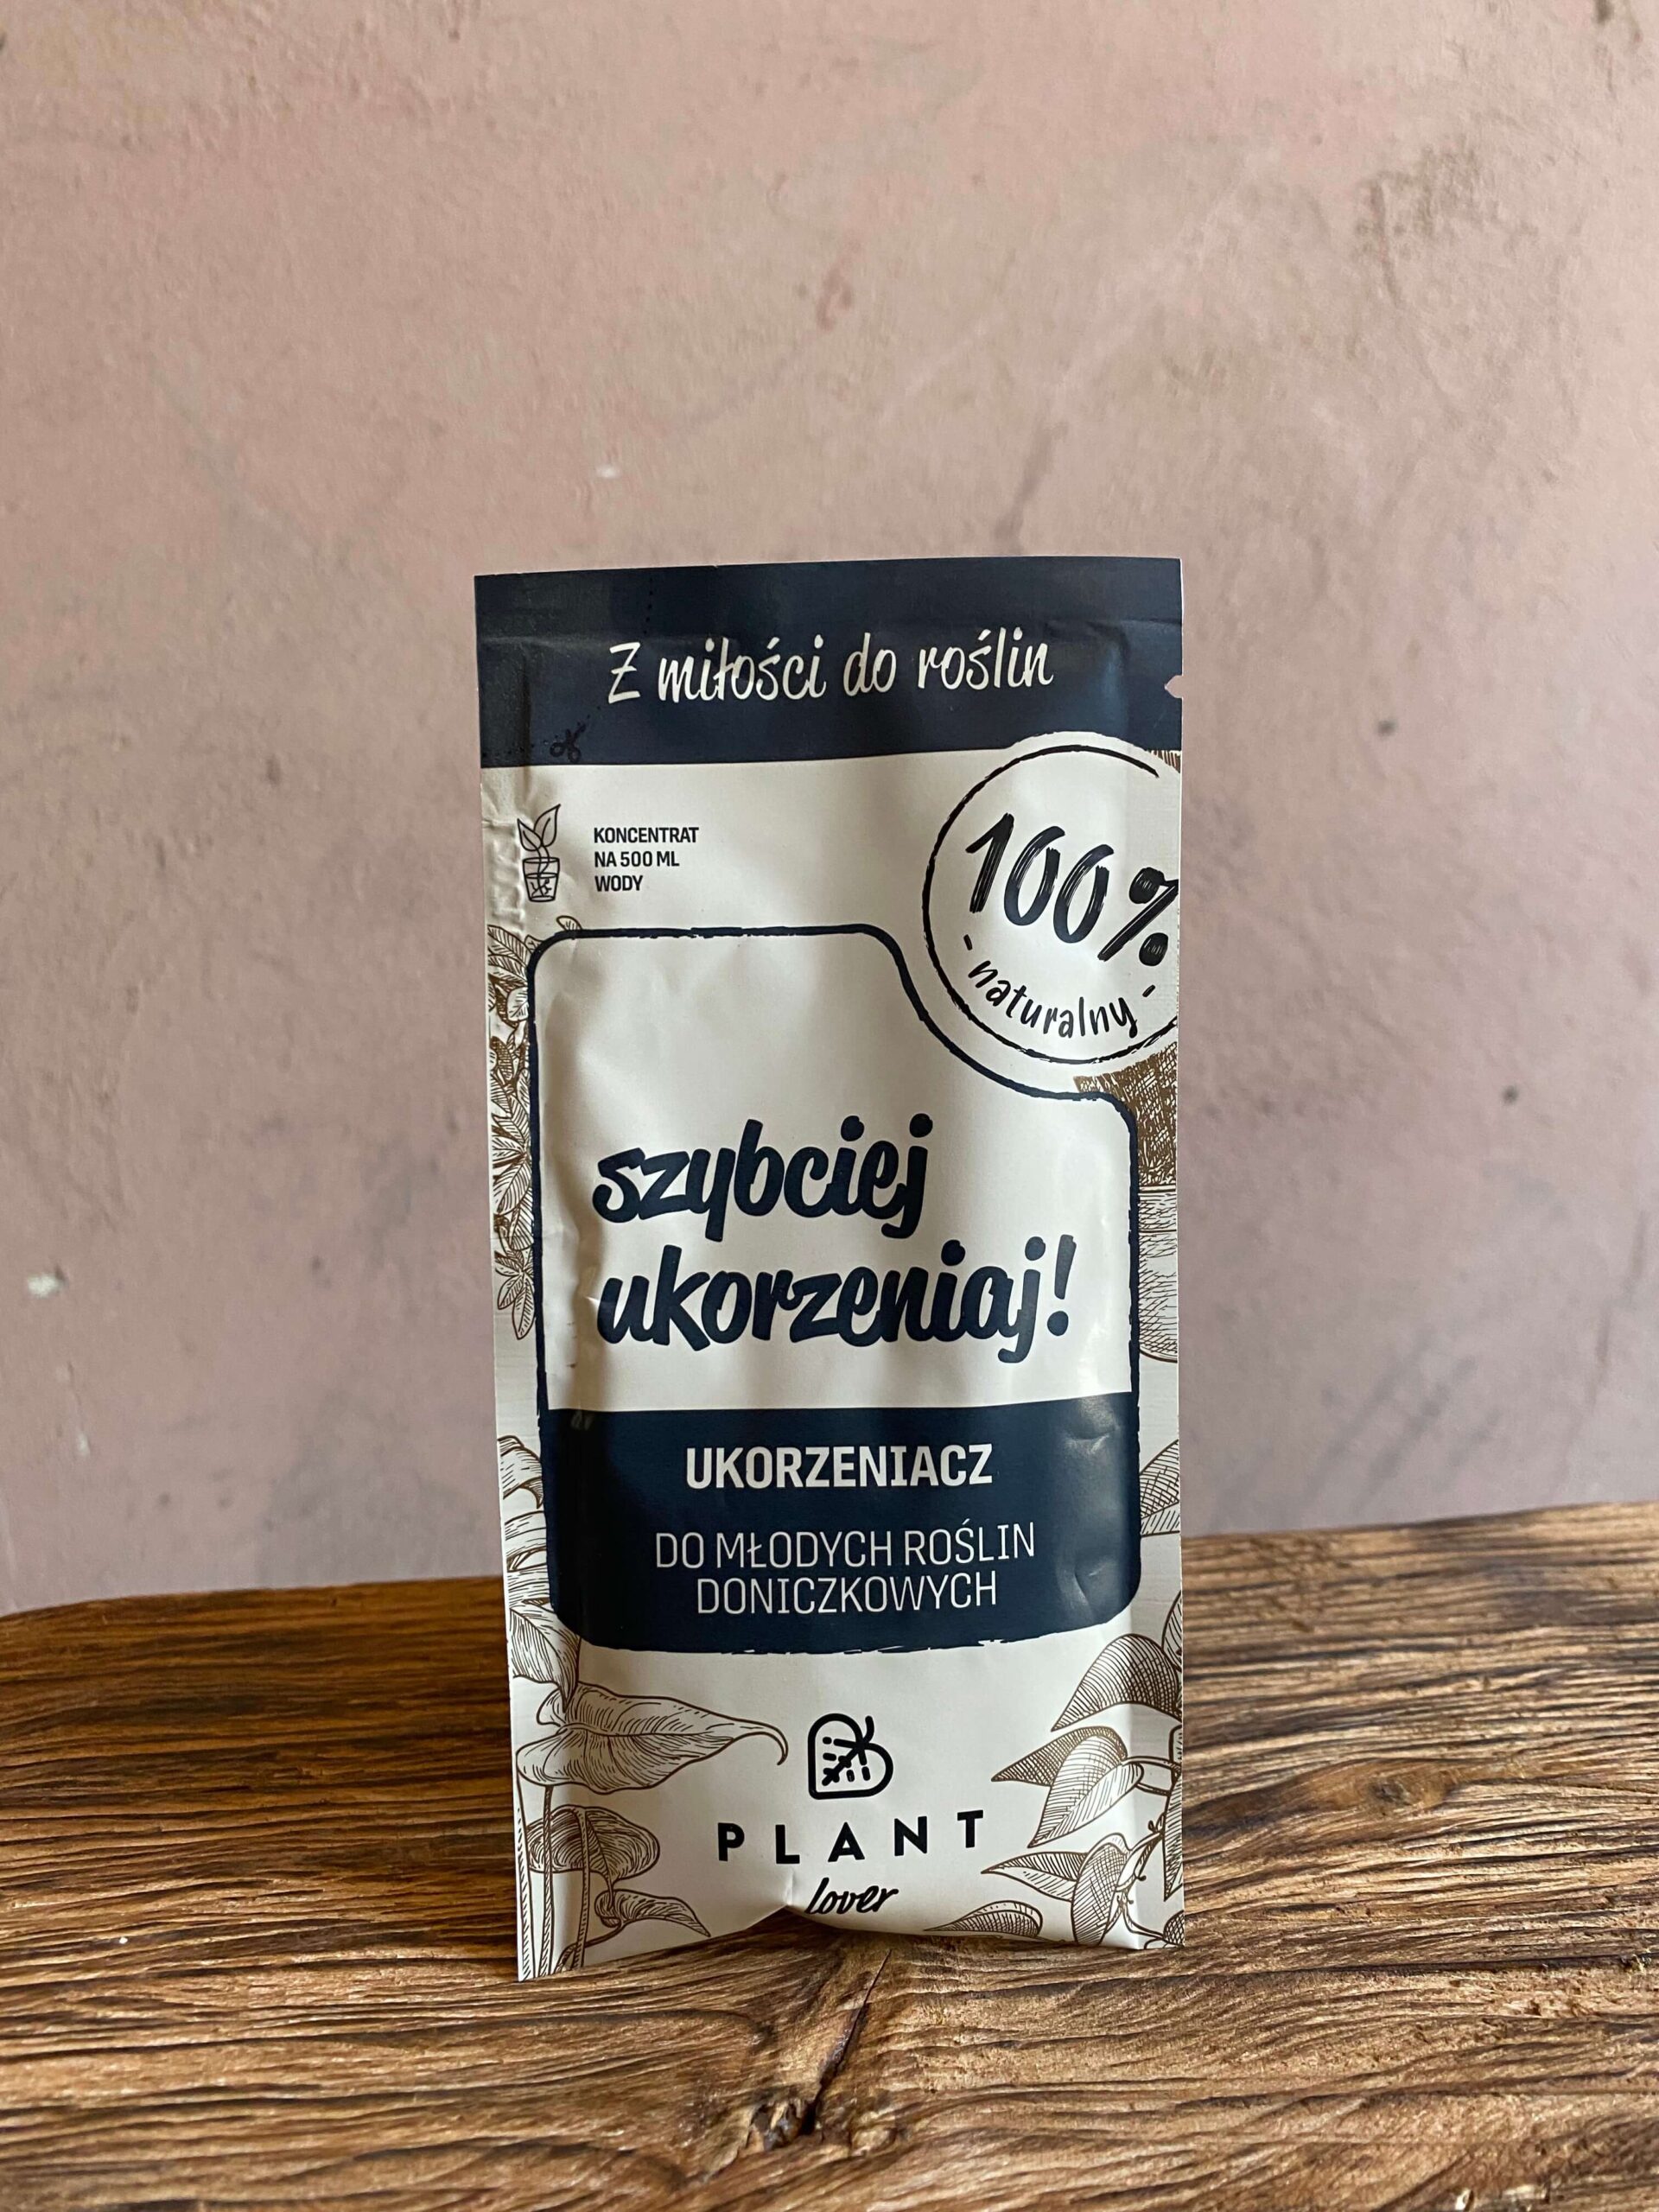 Z miłości do roślin
KONCENTRAT
NA 500 ML
WODY
100%
- naturalny -
szybciej
ukorzeniaj!
UKORZENIACZ
DO MŁODYCH ROŚLIN
DONICZKOWYCH
PLANT
lover